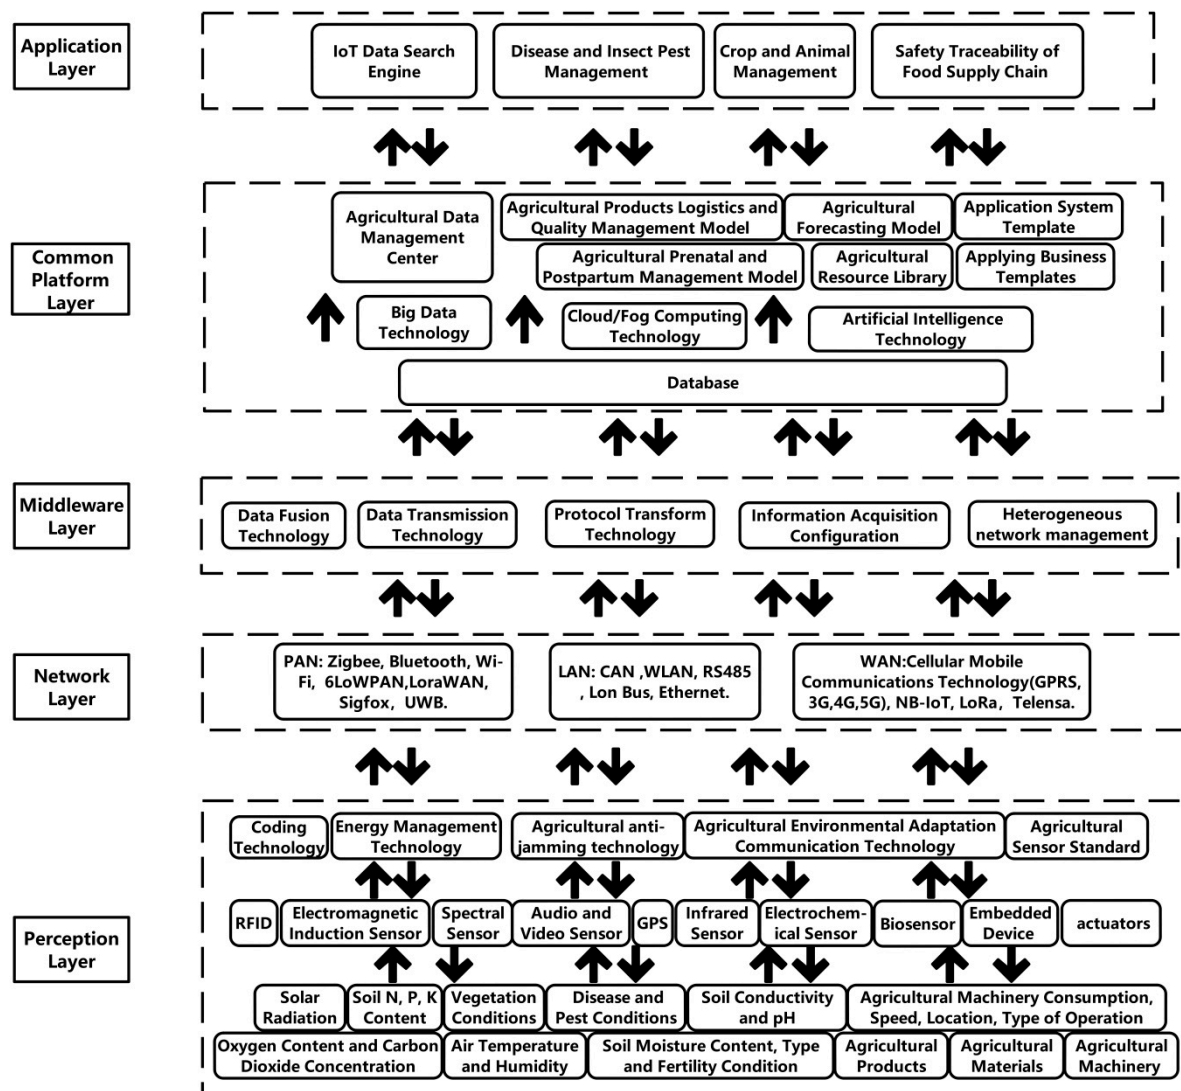 Application
Layer
IoT Data Search
Engine
Disease and Insect Pest
Management
Crop and Animal
Management
Safety Traceability of
Food Supply Chain
Common
Platform
Layer
Agricultural Data
Management
Center
Agricultural Products Logistics and
Quality Management Model
Agricultural
Forecasting Model
Application System
Template
Agricultural Prenatal and
Postpartum Management Model
Agricultural
Resource Library
Applying Business
Templates
Big Data
Technology
Cloud/Fog Computing
Technology
Artificial Intelligence
Technology
Database
Middleware
Layer
Data Fusion
Technology
Data Transmission
Technology
Protocol Transform
Technology
Information Acquisition
Configuration
Heterogeneous
network management
Network
Layer
PAN: Zigbee, Bluetooth, Wi-
Fi, 6LoWPAN,LoraWAN,
Sigfox, UWB.
LAN: CAN ,WLAN, RS485
, Lon Bus, Ethernet.
WAN:Cellular Mobile
Communications Technology(GPRS,
3G,4G,5G), NB-IoT, LoRa, Telensa.
Perception
Layer
Coding
Technology
Energy Management
Technology
Agricultural anti-
jamming technology
Agricultural Environmental Adaptation
Communication Technology
Agricultural
Sensor Standard
RFID
Electromagnetic
Induction Sensor
Spectral
Sensor
Audio and
Video Sensor
GPS
Infrared
Sensor
Electrochem-
ical Sensor
Biosensor
Embedded
Device
actuators
Solar
Radiation
Soil N, P, K
Content
Vegetation
Conditions
Disease and
Pest Conditions
Soil Conductivity
and pH
Agricultural Machinery Consumption,
Speed, Location, Type of Operation
Oxygen Content and Carbon
Dioxide Concentration
Air Temperature
and Humidity
Soil Moisture Content, Type
and Fertility Condition
Agricultural
Products
Agricultural
Materials
Agricultural
Machinery